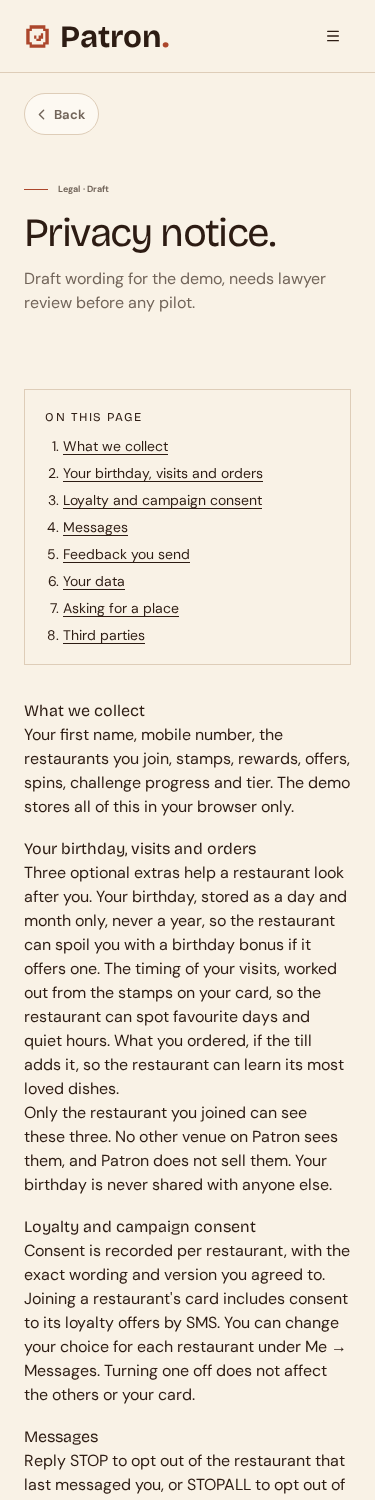 Patron.
Back
Legal · Draft
Privacy notice.
Draft wording for the demo, needs lawyer
review before any pilot.
ON THIS PAGE
1. What we collect
2. Your birthday, visits and orders
3. Loyalty and campaign consent
4. Messages
5. Feedback you send
6. Your data
7. Asking for a place
8. Third parties
What we collect
Your first name, mobile number, the
restaurants you join, stamps, rewards, offers,
spins, challenge progress and tier. The demo
stores all of this in your browser only.
Your birthday, visits and orders
Three optional extras help a restaurant look
after you. Your birthday, stored as a day and
month only, never a year, so the restaurant
can spoil you with a birthday bonus if it
offers one. The timing of your visits, worked
out from the stamps on your card, so the
restaurant can spot favourite days and
quiet hours. What you ordered, if the till
adds it, so the restaurant can learn its most
loved dishes.
Only the restaurant you joined can see
these three. No other venue on Patron sees
them, and Patron does not sell them. Your
birthday is never shared with anyone else.
Loyalty and campaign consent
Consent is recorded per restaurant, with the
exact wording and version you agreed to.
Joining a restaurant's card includes consent
to its loyalty offers by SMS. You can change
your choice for each restaurant under Me →
Messages. Turning one off does not affect
the others or your card.
Messages
Reply STOP to opt out of the restaurant that
last messaged you, or STOPALL to opt out of